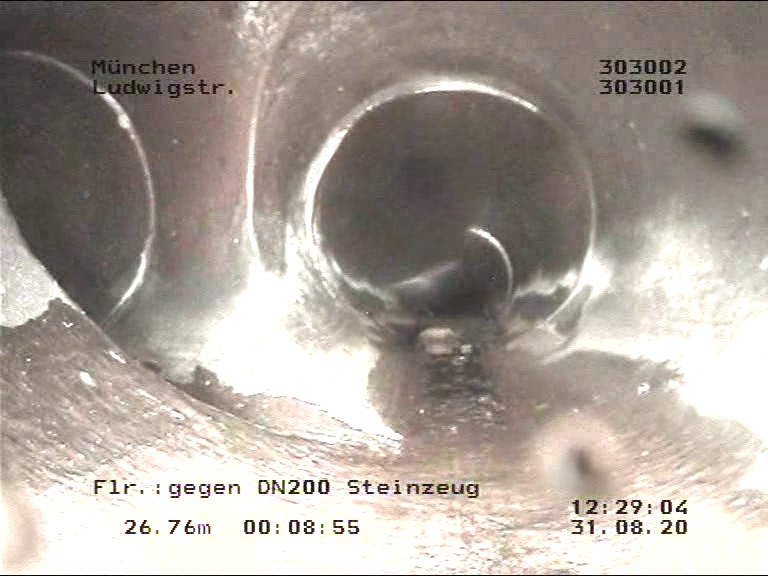 München
Ludwigstr.
303002
303001
Flr.:gegen DN200 Steinzeug
26.76m 00:08:55
12:29:04
31.08.20